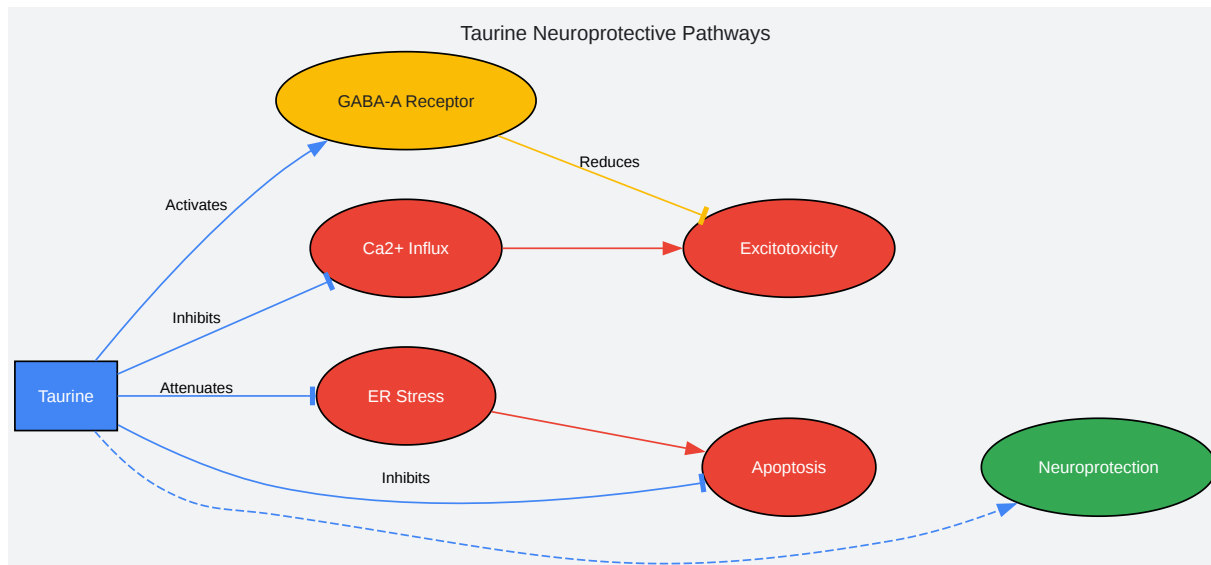 Taurine Neuroprotective Pathways
GABA-A Receptor
Reduces
Activates
Ca2+ Influx
Excitotoxicity
Inhibits
Taurine
Attenuates
ER Stress
Inhibits
Apoptosis
Neuroprotection